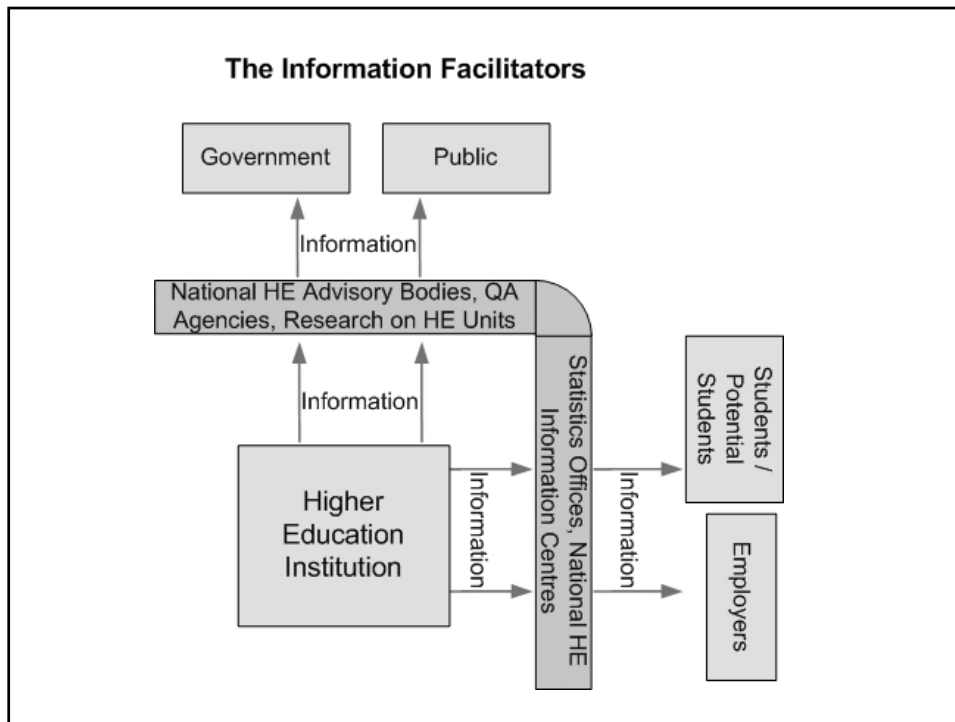 The Information Facilitators
Government
Public
Information
National HE Advisory Bodies, QA
Agencies, Research on HE Units
Information
Higher
Education
Institution
Information
Statistics Offices, National HE
Information Centres
Information
Students /
Potential
Students
Employers